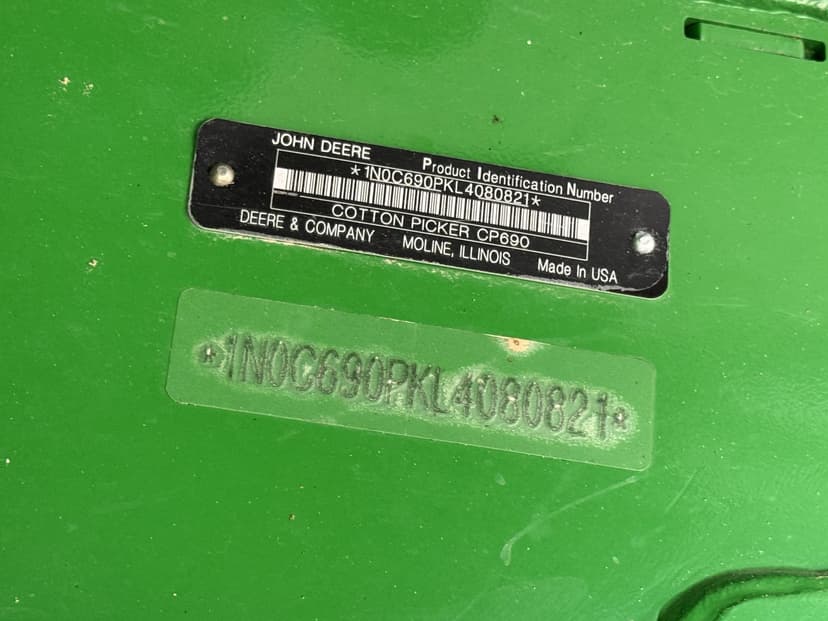 JOHN DEERE
Product Identification Number
*1N0C690PKL4080821*
COTTON PICKER CP690
DEERE & COMPANY MOLINE, ILLINOIS Made In USA
*1N0C690PKL4080821*